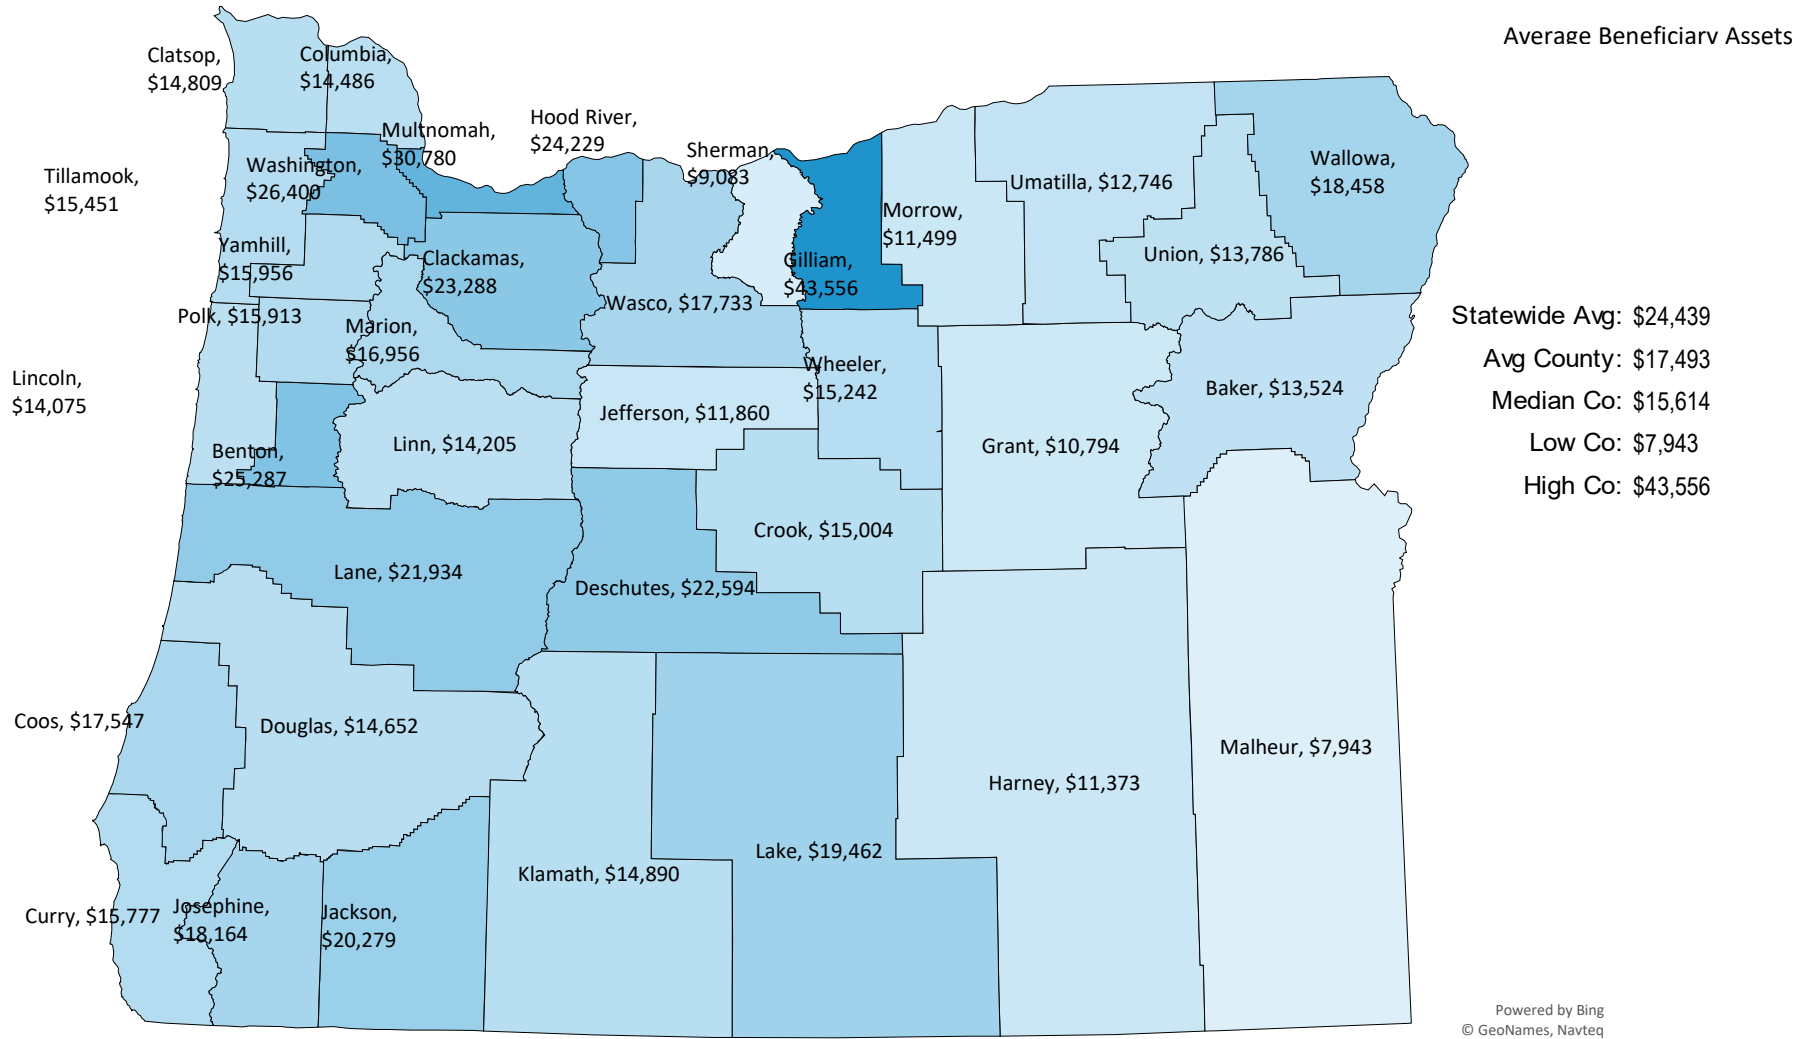 Average Beneficiary Assets
Clatsop,
$14,809
Columbia,
$14,486
Hood River,
$24,229
Multnomah,
$30,780
Sherman,
$9,083
Washington,
$26,400
Tillamook,
$15,451
Wallowa,
$18,458
Umatilla, $12,746
Morrow,
$11,499
Yamhill,
$15,956
Clackamas,
$23,288
Gilliam,
$43,556
Union, $13,786
Wasco, $17,733
Polk, $15,913
Marion,
$16,956
Wheeler,
$15,242
Lincoln,
$14,075
Jefferson, $11,860
Baker, $13,524
Benton,
$25,287
Linn, $14,205
Grant, $10,794
Crook, $15,004
Lane, $21,934
Deschutes, $22,594
Coos, $17,547
Douglas, $14,652
Malheur, $7,943
Harney, $11,373
Lake, $19,462
Klamath, $14,890
Curry, $15,777
Josephine,
$18,164
Jackson,
$20,279
Statewide Avg: $24,439
Avg County: $17,493
Median Co: $15,614
Low Co: $7,943
High Co: $43,556
Powered by Bing
© GeoNames, Navteq